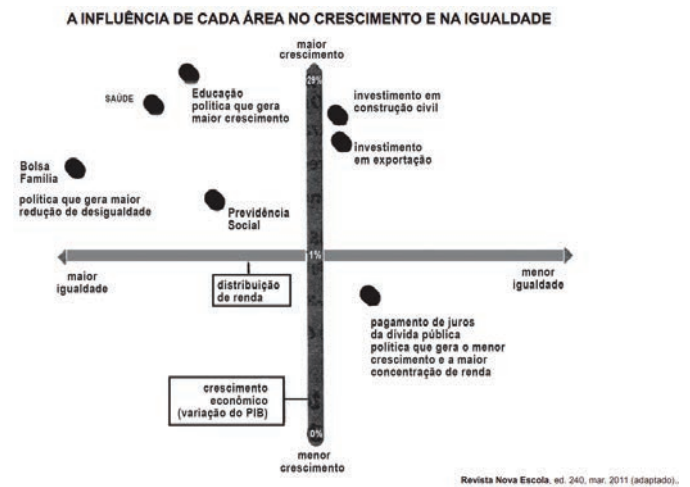 A INFLUÊNCIA DE CADA ÁREA NO CRESCIMENTO E NA IGUALDADE
maior
crescimento
Educação
política que gera
maior crescimento
SAÚDE
investimento em
construção civil
investimento
em exportação
Bolsa
Família
política que gera maior
redução de desigualdade
Previdência
Social
1%
maior
igualdade
menor
igualdade
distribuição
de renda
pagamento de juros
da dívida pública
política que gera o menor
crescimento e a maior
concentração de renda
crescimento
econômico
(variação do PIB)
0%
menor
crescimento
Revista Nova Escola, ed. 240, mar. 2011 (adaptado)..